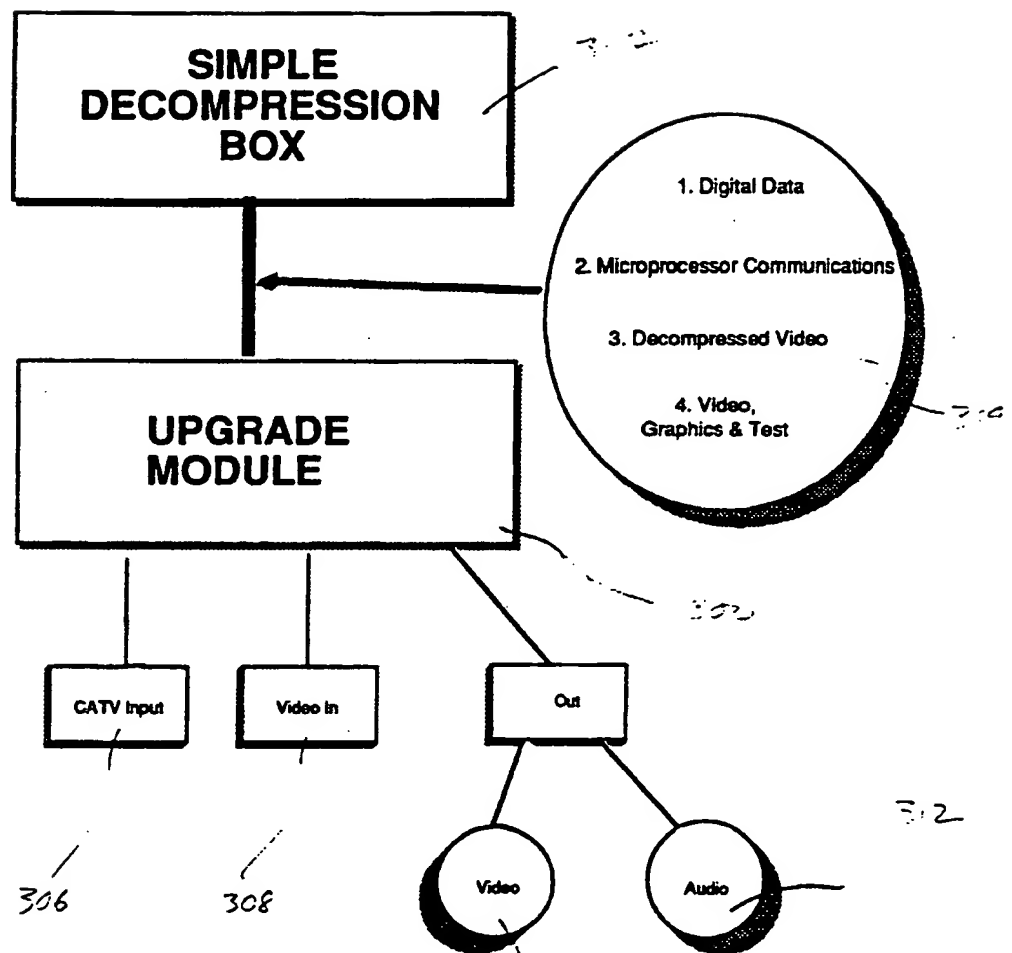 SIMPLE
DECOMPRESSION
BOX
1. Digital Data
2. Microprocessor Communications
3. Decompressed Video
4. Video,
Graphics & Test
UPGRADE
MODULE
CATV Input
Video In
Out
Video
Audio
312
306
308